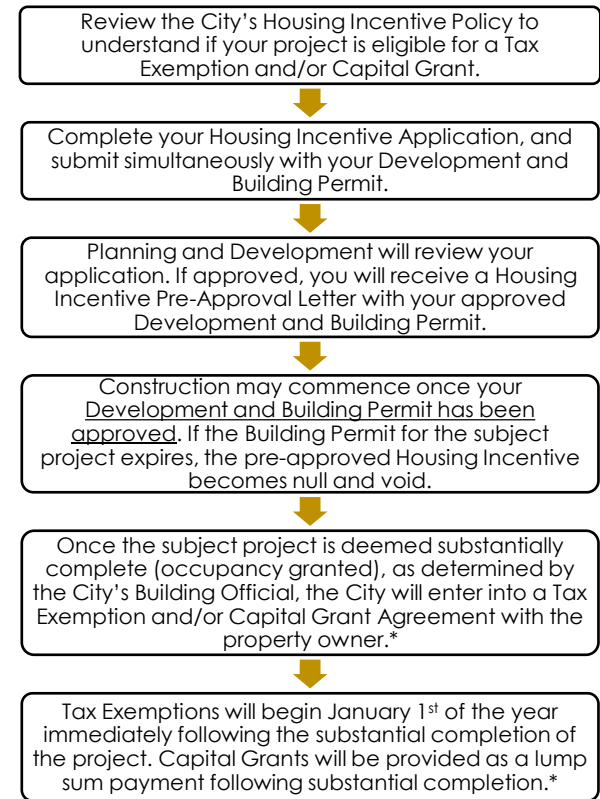 Review the City’s Housing Incentive Policy to
understand if your project is eligible for a Tax
Exemption and/or Capital Grant.
Complete your Housing Incentive Application, and
submit simultaneously with your Development and
Building Permit.
Planning and Development will review your
application. If approved, you will receive a Housing
Incentive Pre-Approval Letter with your approved
Development and Building Permit.
Construction may commence once your
Development and Building Permit has been
approved. If the Building Permit for the subject
project expires, the pre-approved Housing Incentive
becomes null and void.
Once the subject project is deemed substantially
complete (occupancy granted), as determined by
the City’s Building Official, the City will enter into a Tax
Exemption and/or Capital Grant Agreement with the
property owner.*
Tax Exemptions will begin January 1st of the year
immediately following the substantial completion of
the project. Capital Grants will be provided as a lump
sum payment following substantial completion.*